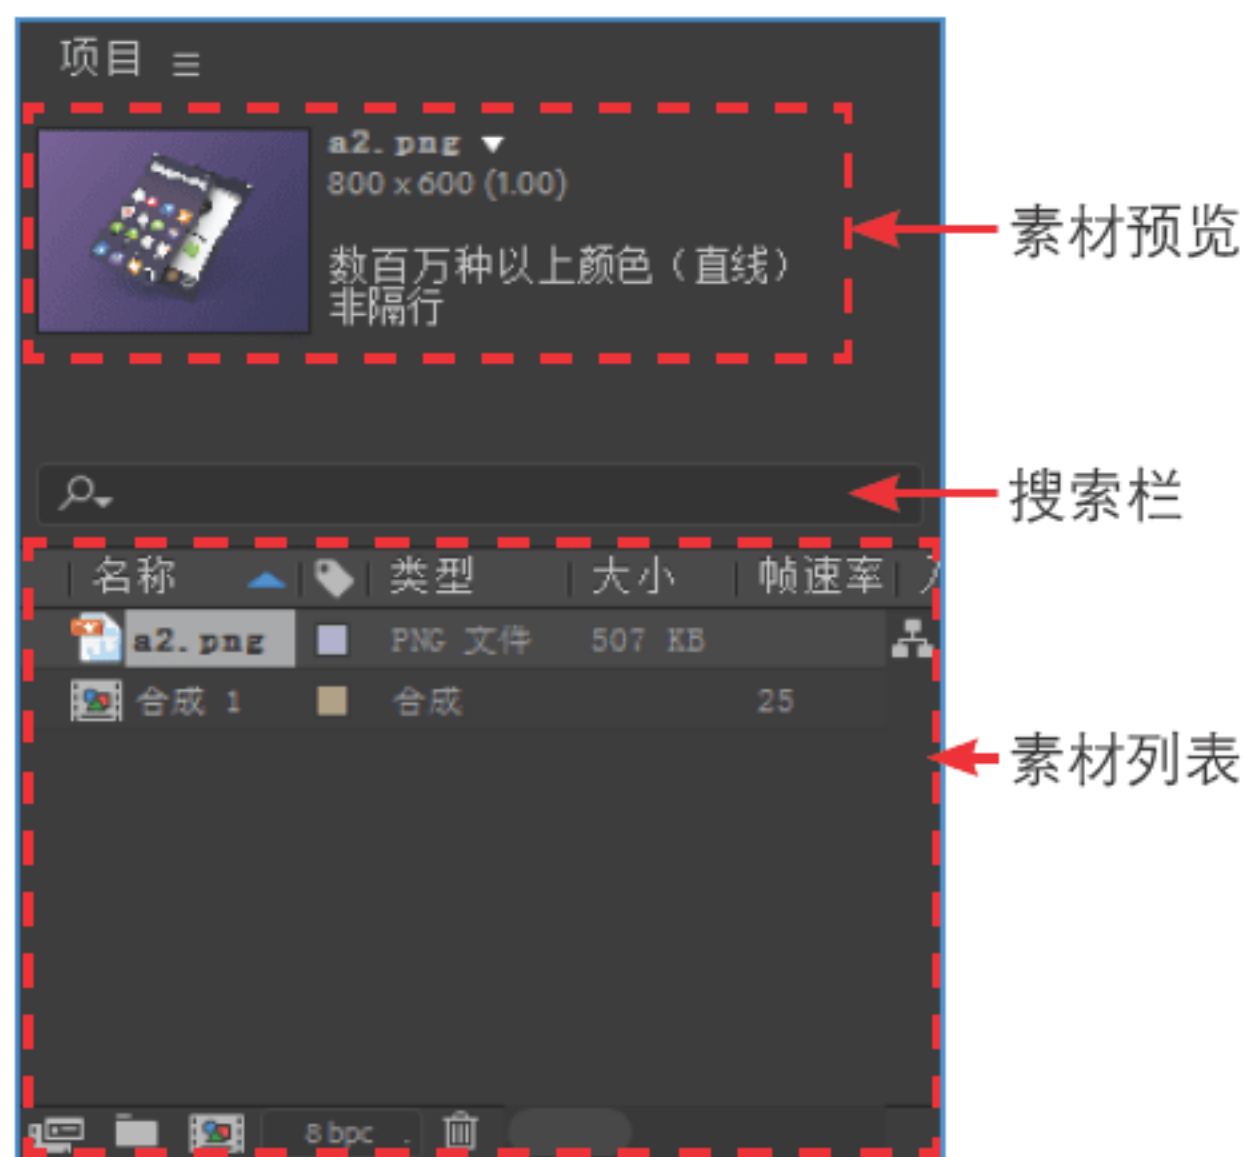 项目
a2.png
800 x 600 (1.00)
数百万种以上颜色（直线）
非隔行
素材预览
搜索栏
名称 类型 大小 帧速率
a2.png PNG 文件 507 KB
合成 1 合成 25
素材列表
8 bpc